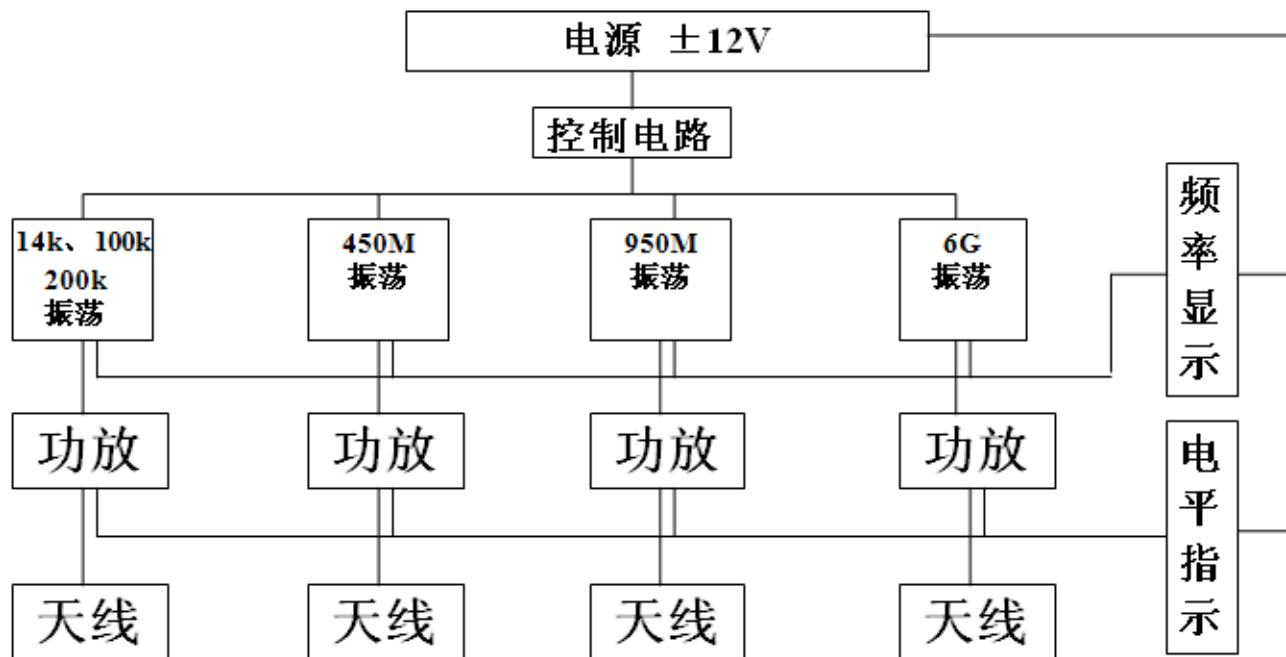 电源 ±12V
控制电路
14k、100k
200k
振荡
450M
振荡
950M
振荡
6G
振荡
频
率
显
示
功放
功放
功放
功放
电
平
指
示
天线
天线
天线
天线